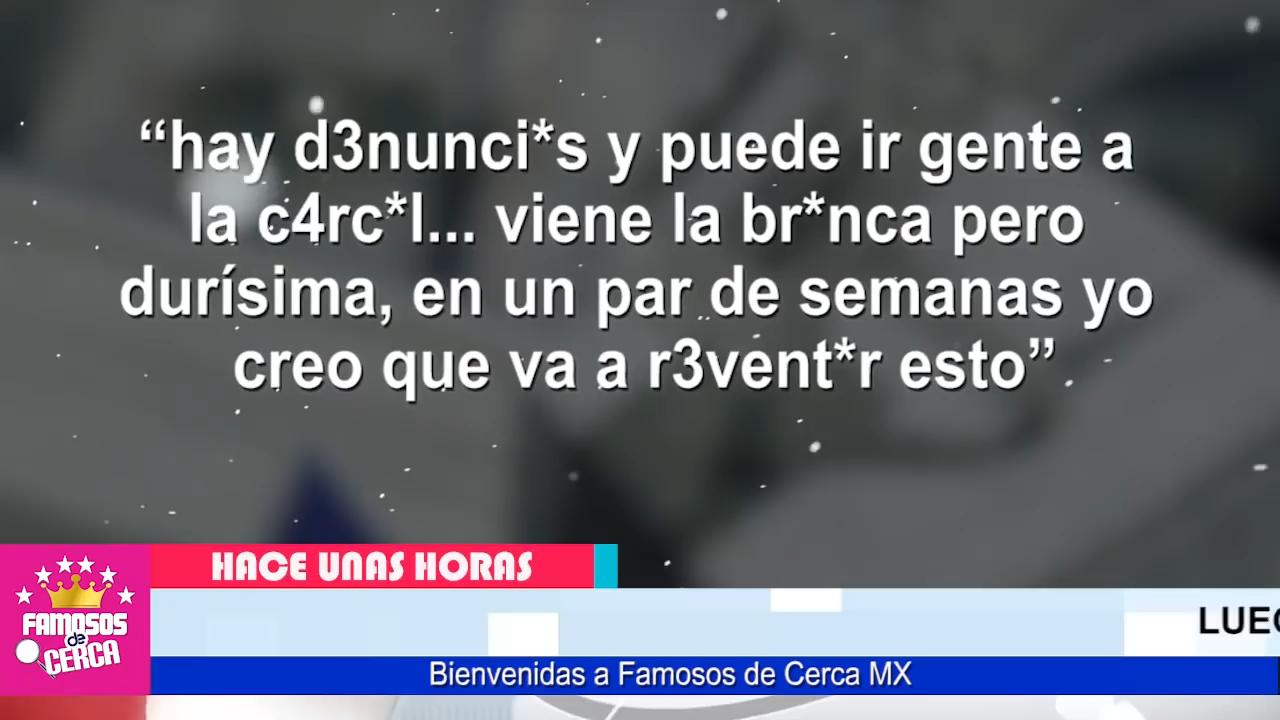 “hay d3nunci*s y puede ir gente a
la c4rc*l... viene la br*nca pero
durísima, en un par de semanas yo
creo que va a r3vent*r esto”
HACE UNAS HORAS
FAMOSOS
de
CERCA
LUEG
Bienvenidas a Famosos de Cerca MX